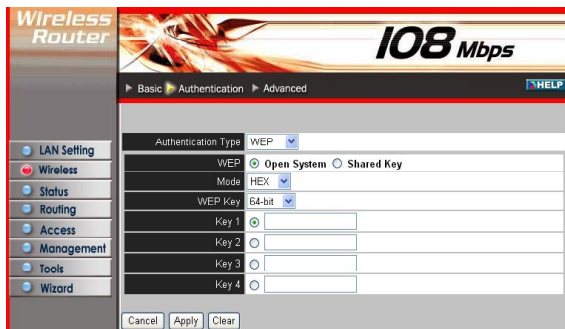 Wireless
Router
108 Mbps
Basic Authentication Advanced
HELP
LAN Setting
Wireless
Status
Routing
Access
Management
Tools
Wizard
Authentication Type WEP
WEP Open System Shared Key
Mode HEX
WEP Key 64-bit
Key 1
Key 2
Key 3
Key 4
Cancel Apply Clear